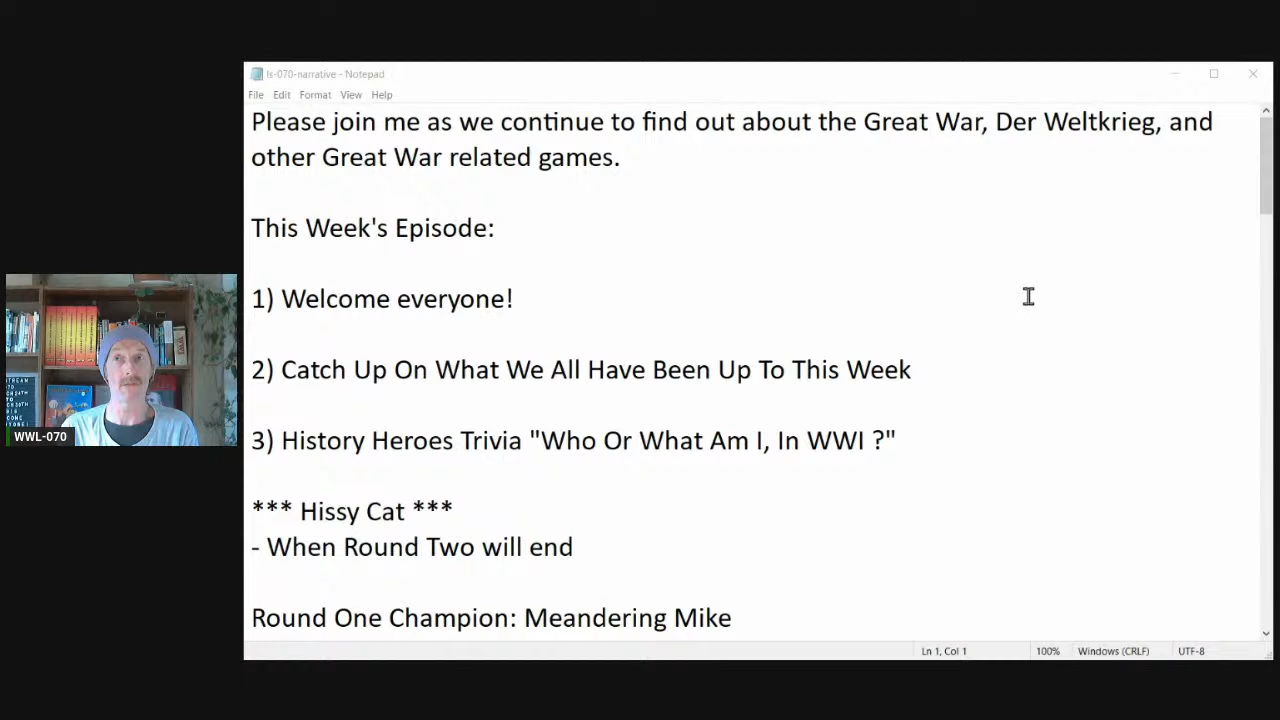 ls-070-narrative - Notepad
File Edit Format View Help
Please join me as we continue to find out about the Great War, Der Weltkrieg, and
other Great War related games.
This Week's Episode:
1) Welcome everyone!
2) Catch Up On What We All Have Been Up To This Week
3) History Heroes Trivia "Who Or What Am I, In WWI ?"
*** Hissy Cat ***
- When Round Two will end
Round One Champion: Meandering Mike
Ln 1, Col 1 100% Windows (CRLF) UTF-8
WWL-070